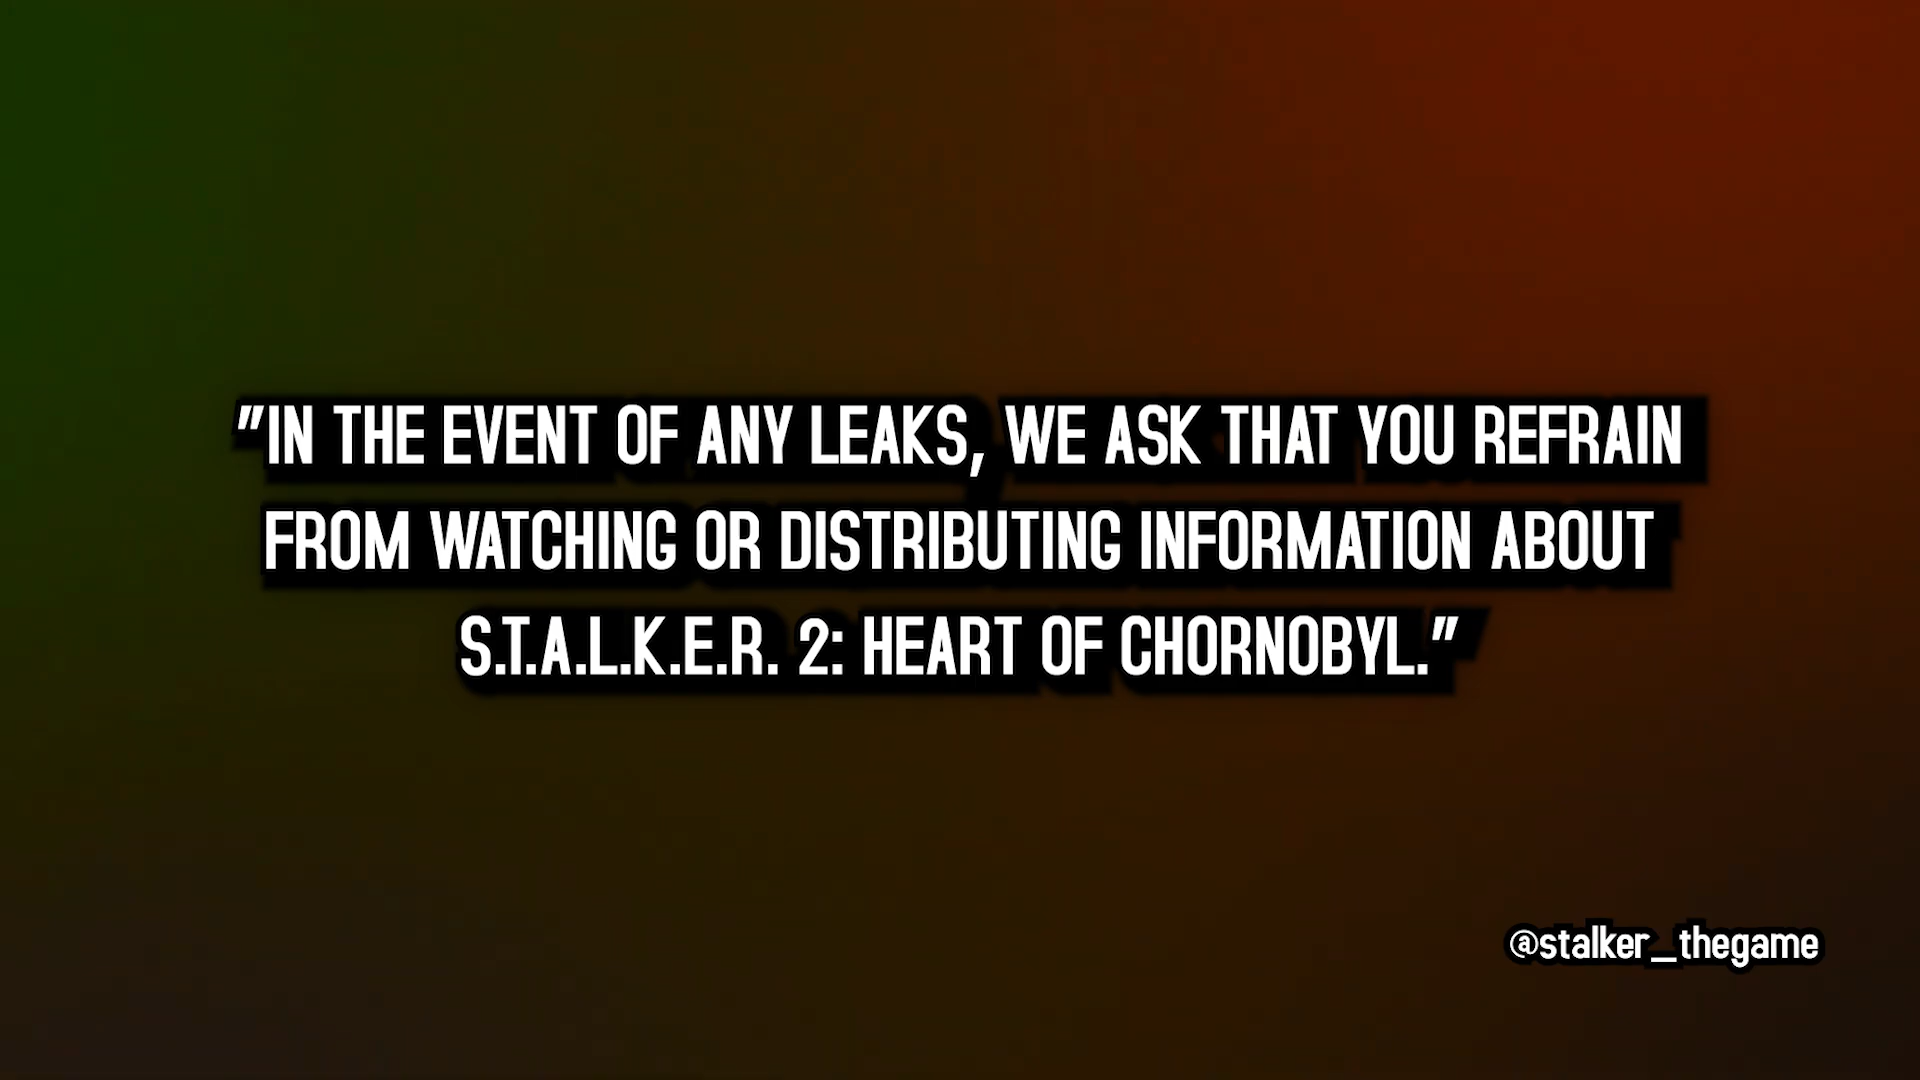 "IN THE EVENT OF ANY LEAKS, WE ASK THAT YOU REFRAIN
FROM WATCHING OR DISTRIBUTING INFORMATION ABOUT
S.T.A.L.K.E.R. 2: HEART OF CHORNOBYL."
@stalker_thegame